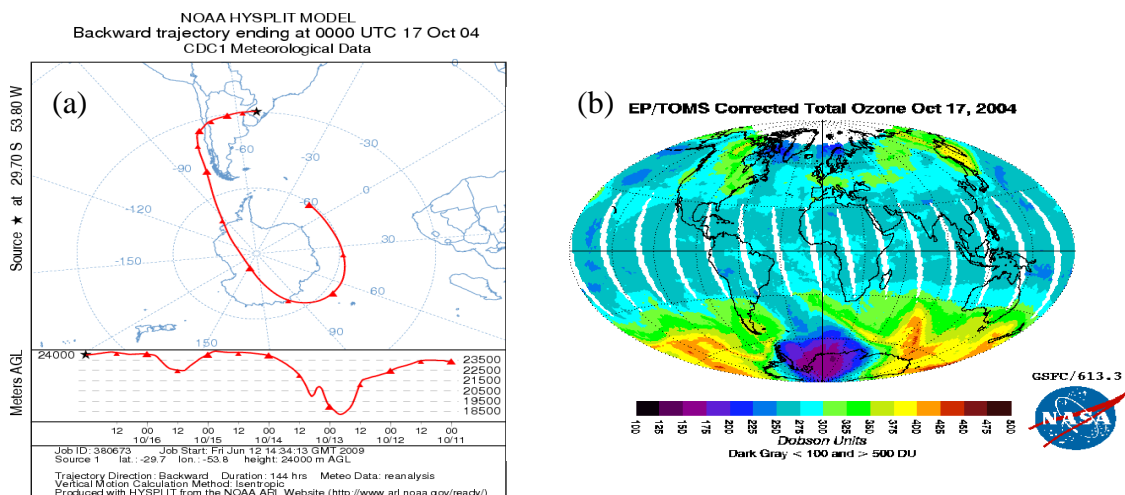 NOAA HYSPLIT MODEL
Backward trajectory ending at 0000 UTC 17 Oct 04
CDC1 Meteorological Data
(a)
Source ★ at 29.70 S 53.80 W
-30
0
-60
-30
-90
0
-120
-60
30
-150
60
150
90
24000
23500
22500
21500
20500
19500
18500
Meters AGL
12 00 12 00 12 00 12 00 12 00 12 00
10/16 10/15 10/14 10/13 10/12 10/11
Job ID: 380673 Job Start: Fri Jun 12 14:34:13 GMT 2009
Source 1 lat.: -29.7 lon.: -53.8 height: 24000 m AGL
Trajectory Direction: Backward Duration: 144 hrs Meteo Data: reanalysis
Vertical Motion Calculation Method: Isentropic
Produced with HYSPLIT from the NOAA ARL Website (http://www.arl.noaa.gov/ready/)
(b)
EP/TOMS Corrected Total Ozone Oct 17, 2004
GSFC/613.3
NASA
100 125 150 175 200 225 250 275 300 325 350 375 400 425 450 475 500
Dobson Units
Dark Gray < 100 and > 500 DU